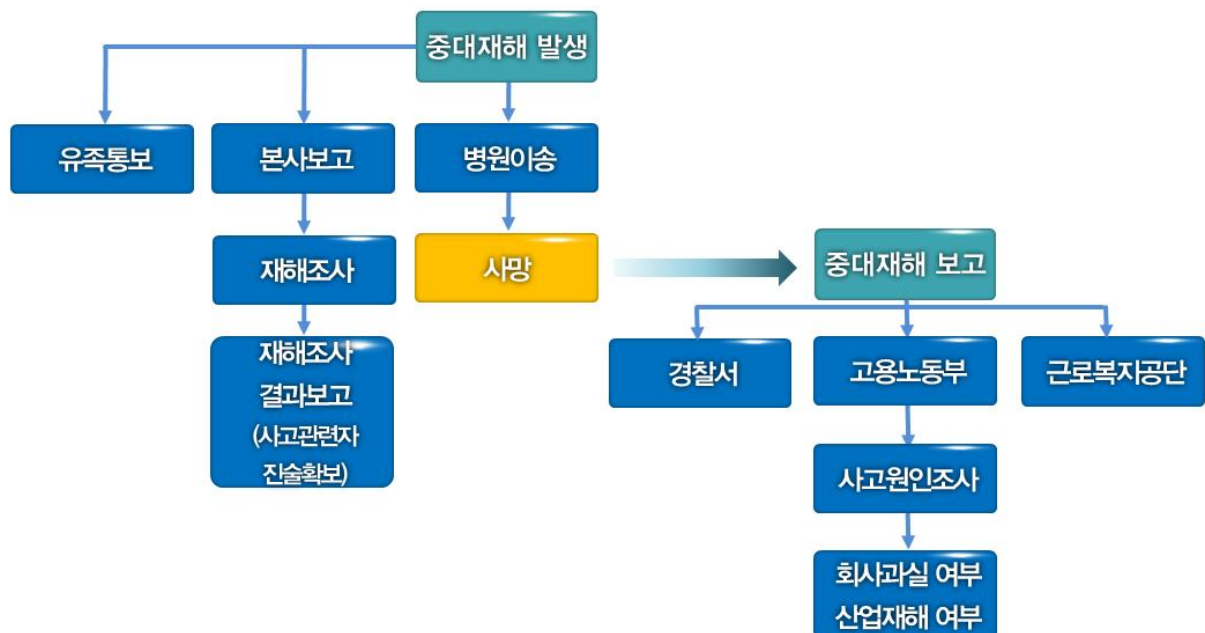 중대재해 발생
유족통보
본사보고
병원이송
재해조사
사망
중대재해 보고
재해조사
결과보고
(사고관련자
진술확보)
경찰서
고용노동부
근로복지공단
사고원인조사
회사과실 여부
산업재해 여부